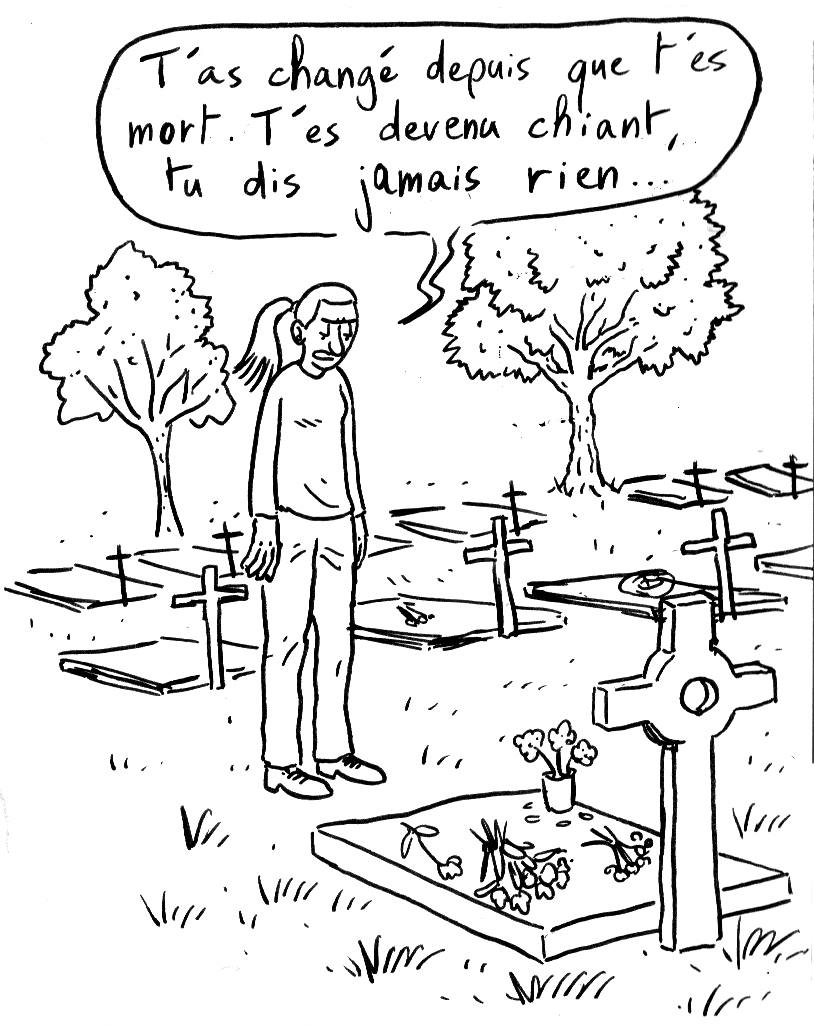 T'as changé depuis que t'es
mort. T'es devenu chiant,
tu dis jamais rien...